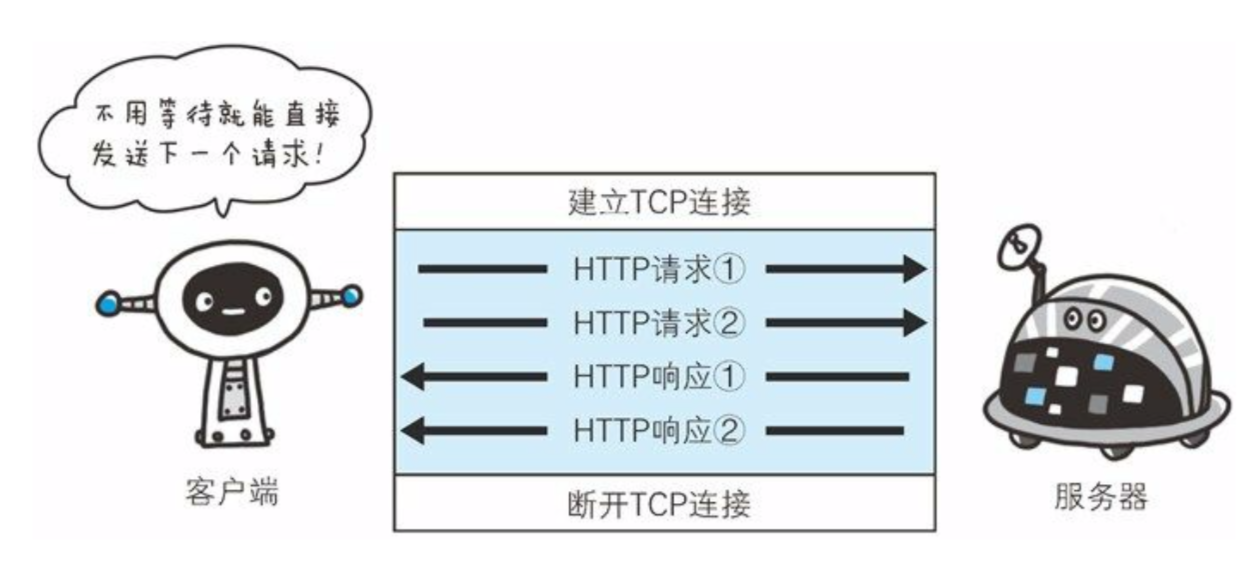 不用等待就能直接
发送下一个请求!
建立TCP连接
HTTP请求①
HTTP请求②
HTTP响应①
HTTP响应②
断开TCP连接
客户端
服务器